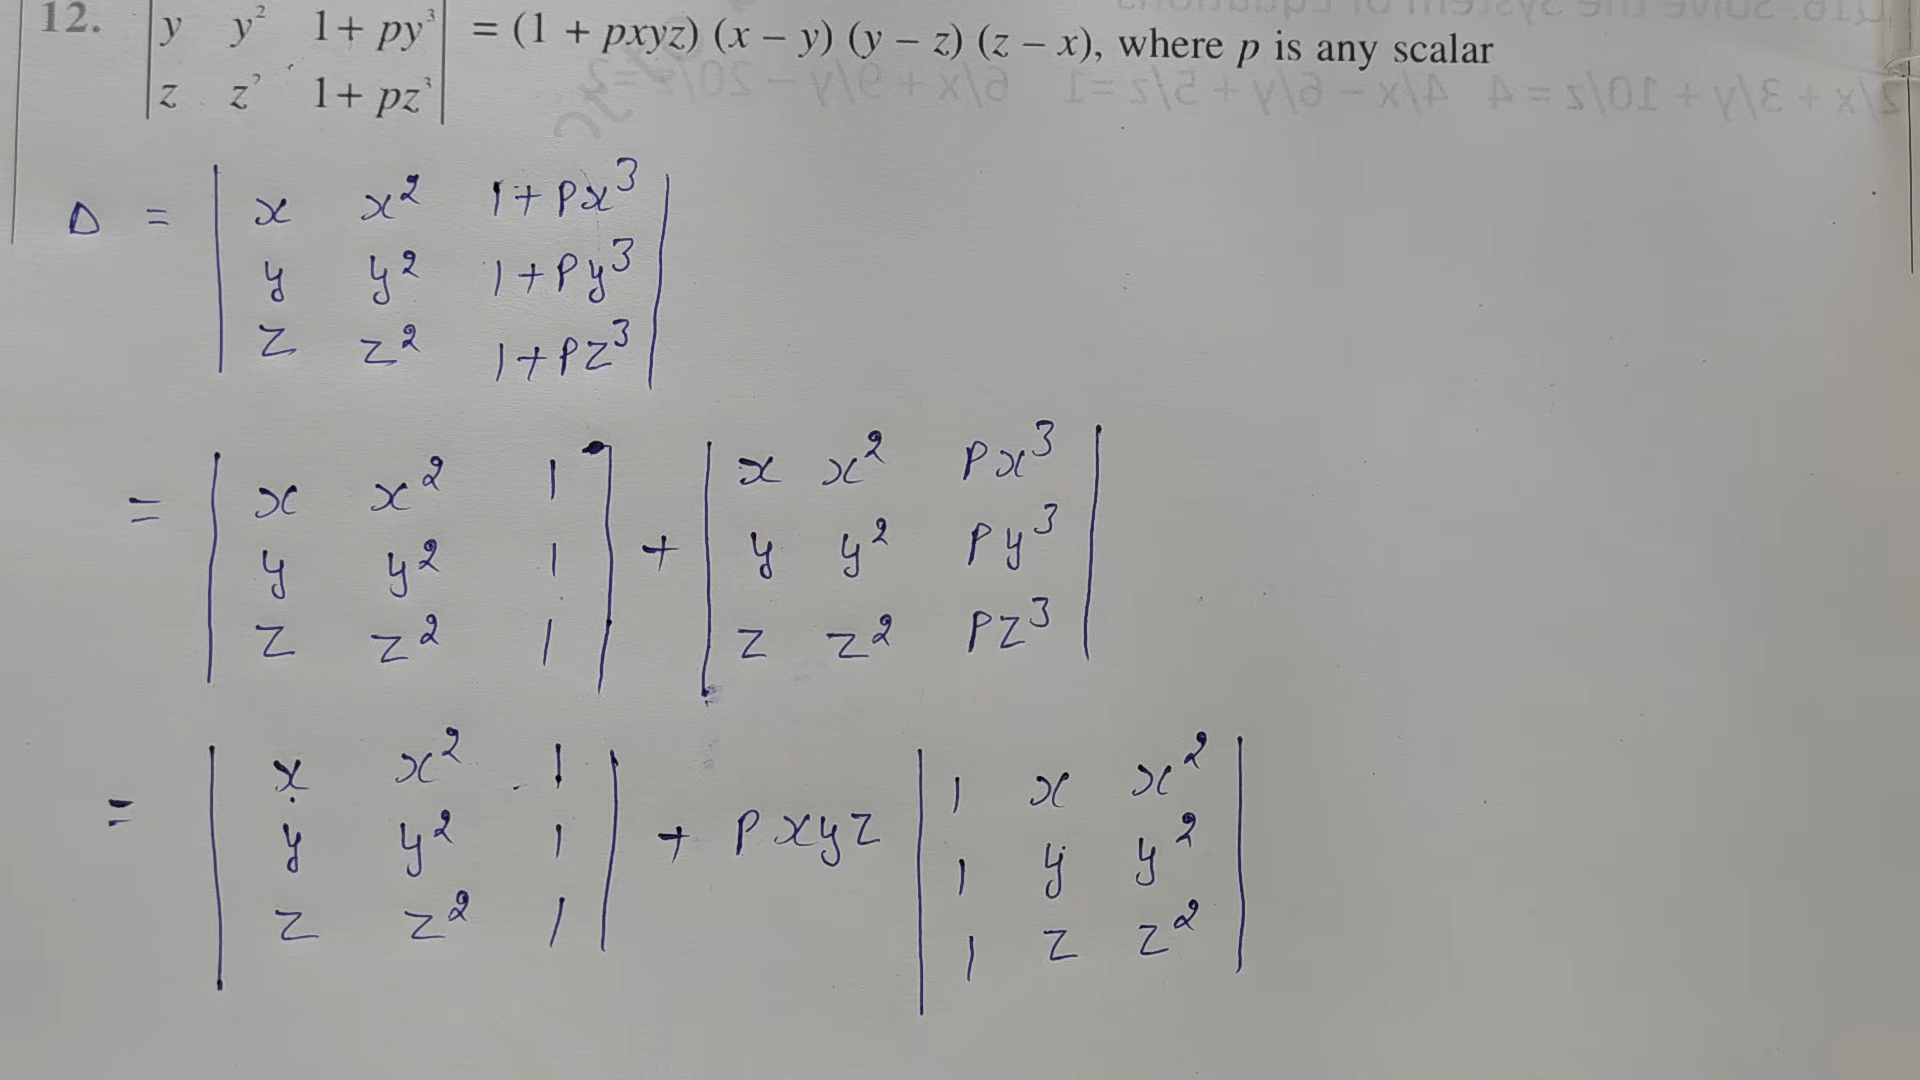 12. | y y² 1+ py³ | = (1 + pxyz) (x – y) (y – z) (z – x), where p is any scalar
| z z² 1+ pz³ |
Δ = | x x² 1+px³ |
| y y² 1+py³ |
| z z² 1+pz³ |
= | x x² 1 | + | x x² px³ |
| y y² 1 | | y y² py³ |
| z z² 1 | | z z² pz³ |
= | x x² 1 | + pxyz | 1 x x² |
| y y² 1 | | 1 y y² |
| z z² 1 | | 1 z z² |